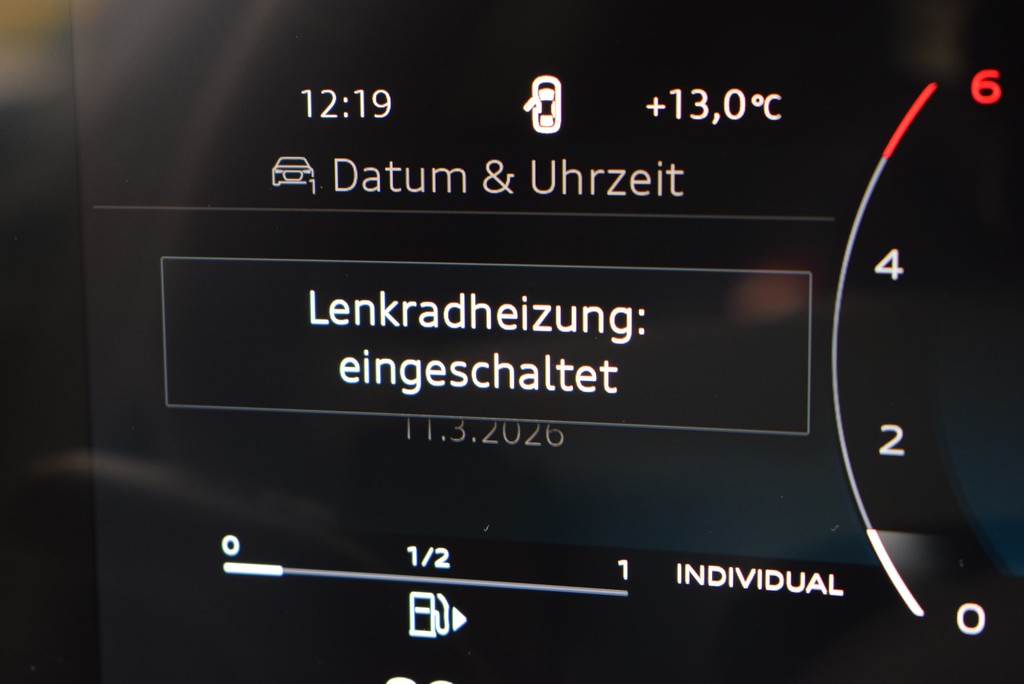 12:19 +13,0°C
Datum & Uhrzeit
1
Lenkradheizung:
eingeschaltet
11.3.2026
0 1/2 1
INDIVIDUAL
6
4
2
0